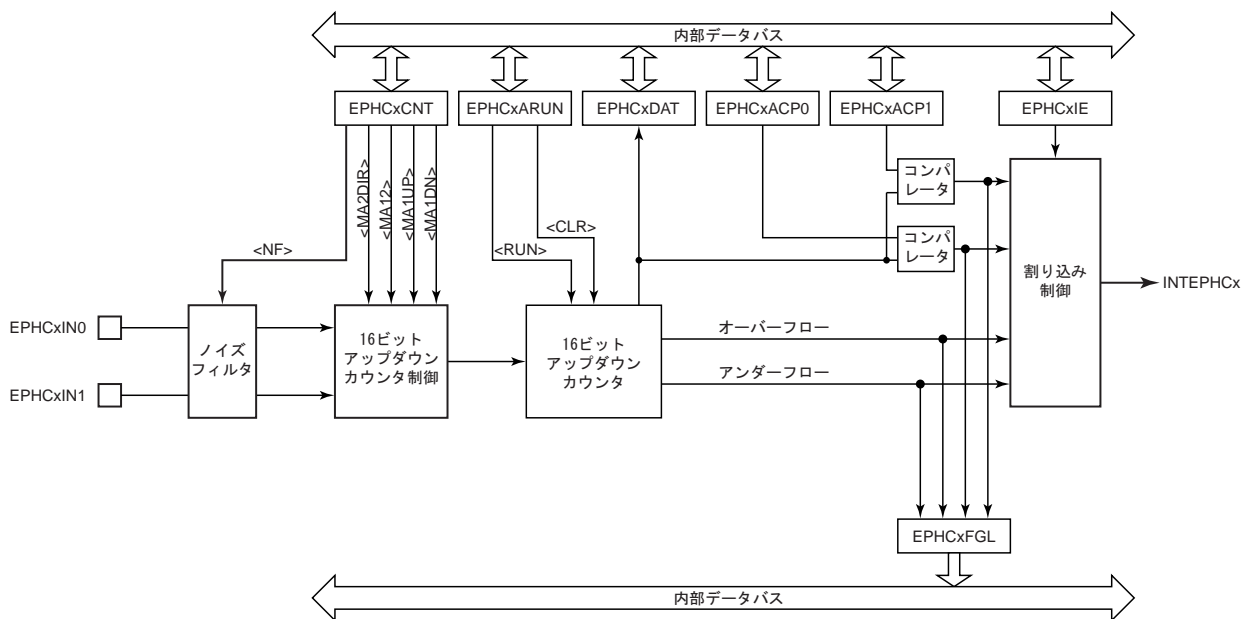 内部データバス
EPHCxCNT
EPHCxARUN
EPHCxDAT
EPHCxACP0
EPHCxACP1
EPHCxIE
<MA2DIR>
<MA12>
<MA1UP>
<MA1DN>
<NF>
<RUN>
<CLR>
コンパ
レータ
コンパ
レータ
割り込み
制御
INTEPHCx
EPHCxIN0
EPHCxIN1
ノイズ
フィルタ
16ビット
アップダウン
カウンタ制御
16ビット
アップダウン
カウンタ
オーバーフロー
アンダーフロー
EPHCxFGL
内部データバス